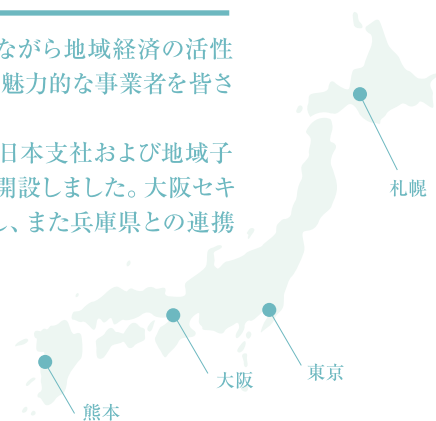 ながら地域経済の活性
魅力的な事業者を皆さ
日本支社および地域子
開設しました。大阪セキ
し、また兵庫県との連携
札幌
東京
大阪
熊本